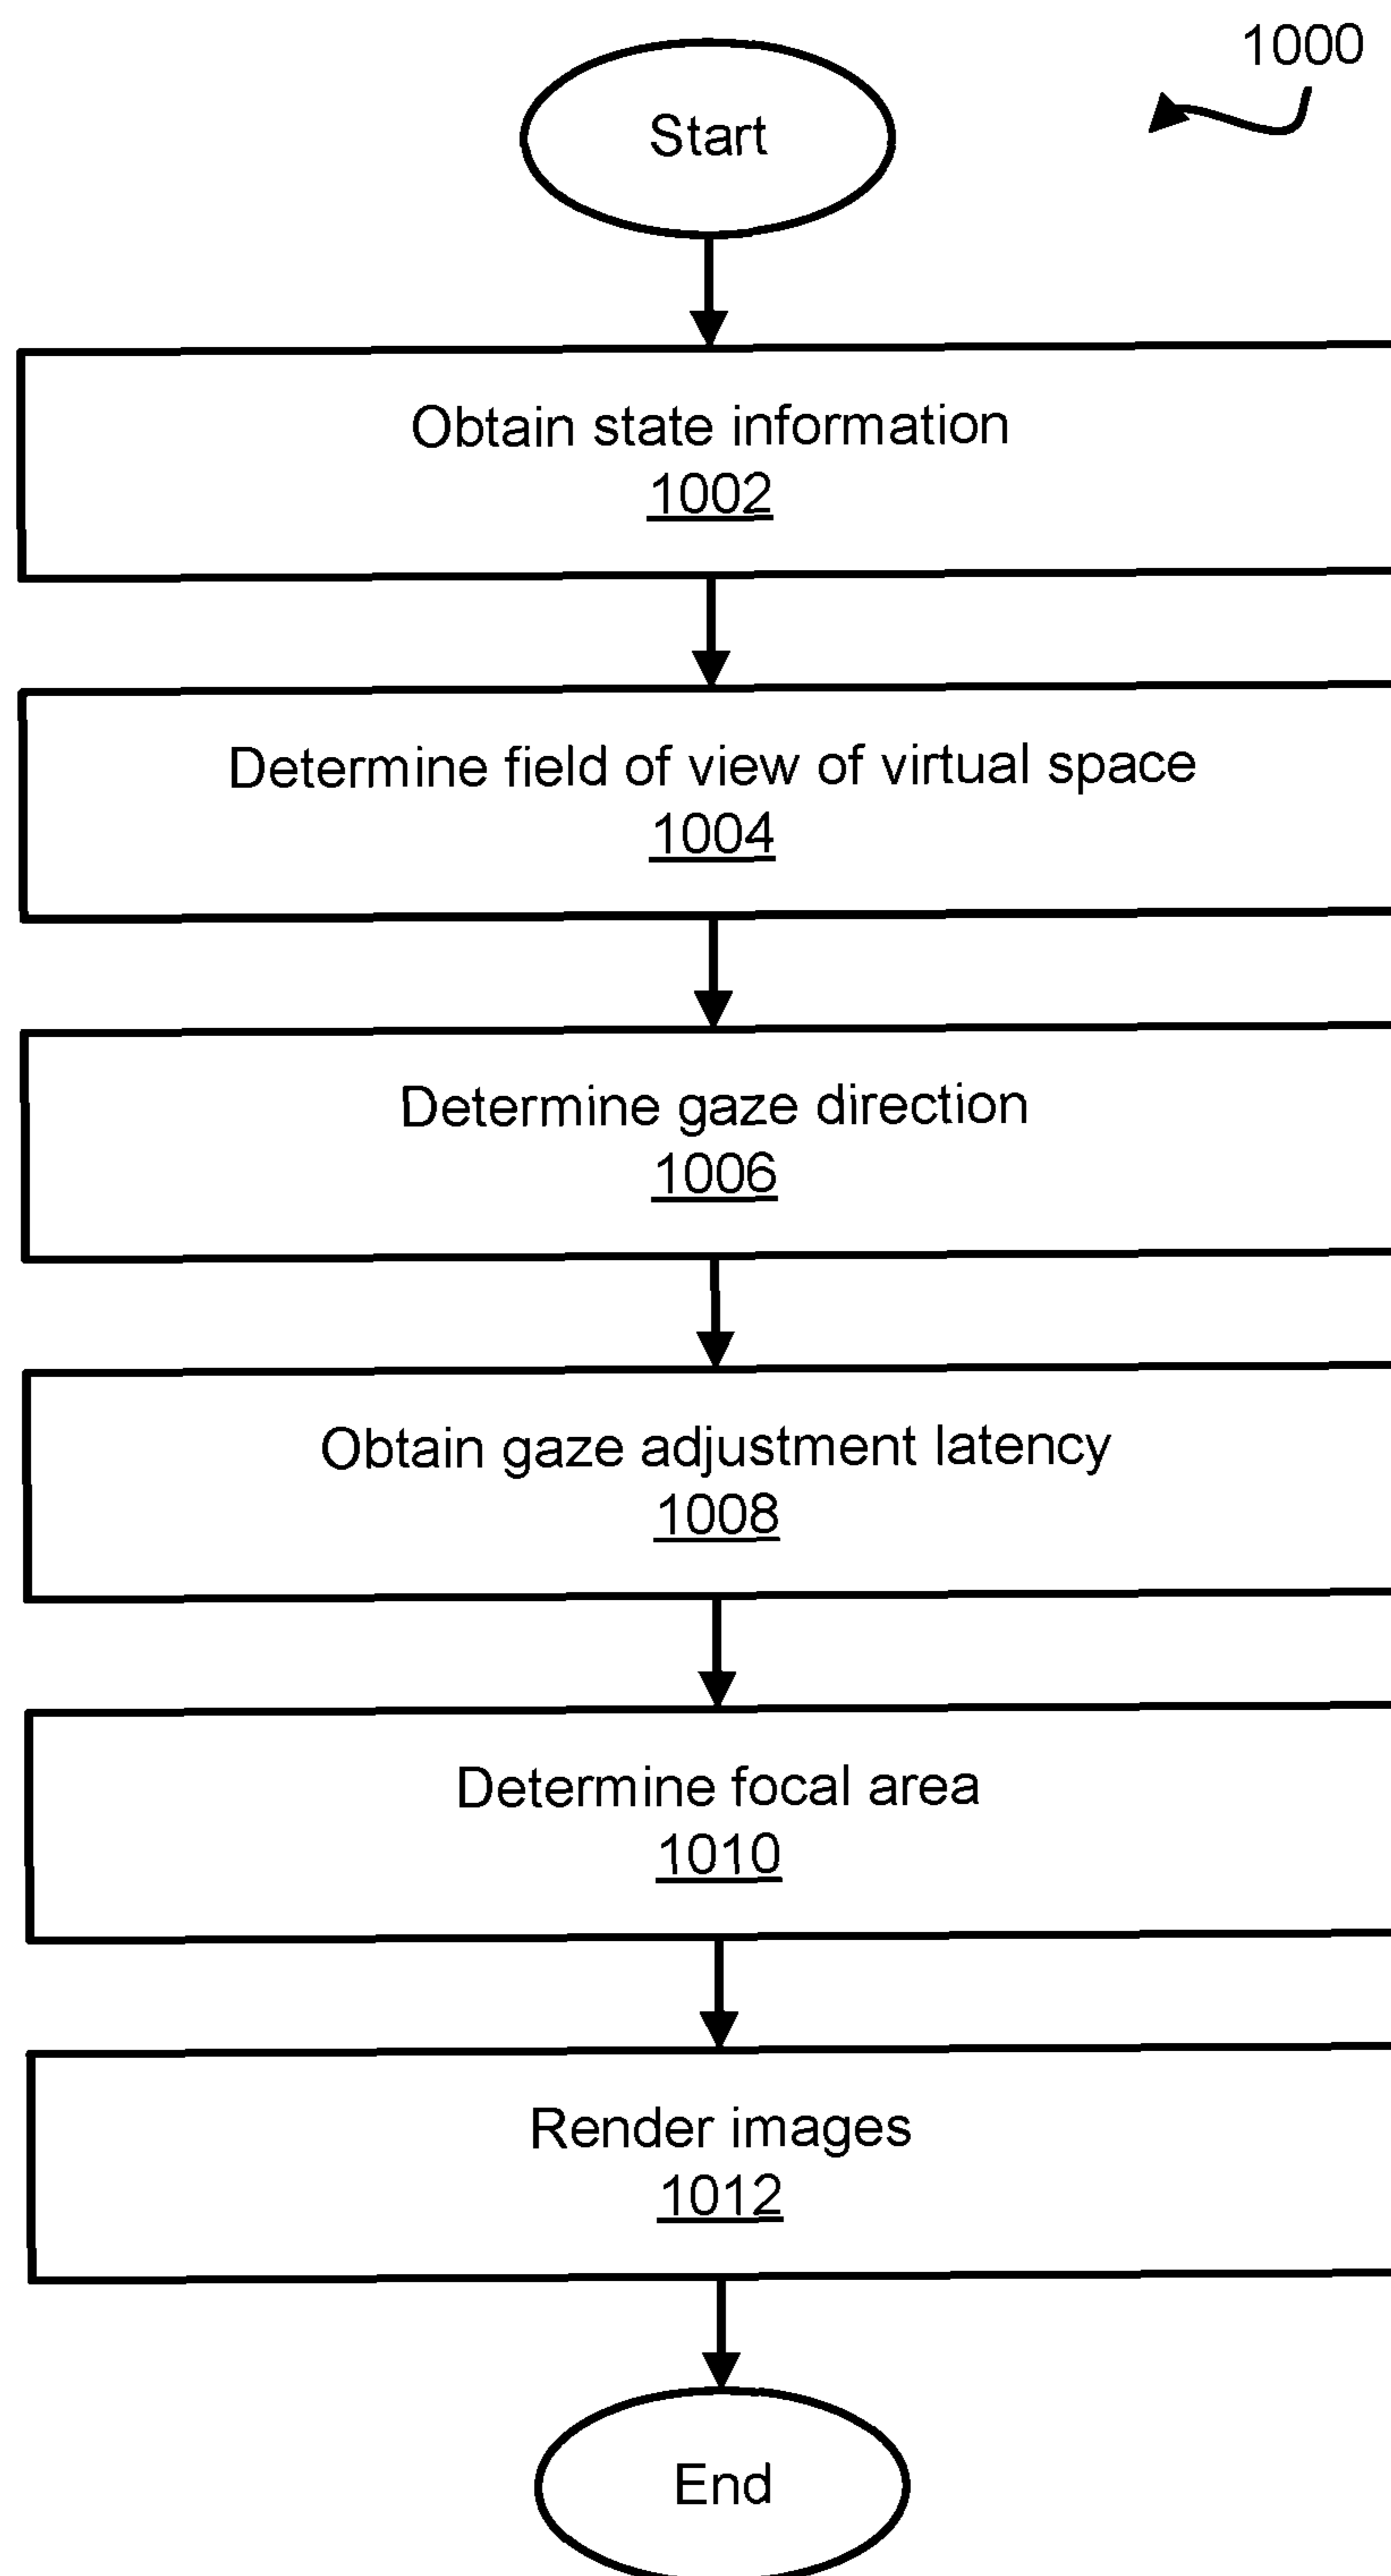 1000
Start
Obtain state information
1002
Determine field of view of virtual space
1004
Determine gaze direction
1006
Obtain gaze adjustment latency
1008
Determine focal area
1010
Render images
1012
End